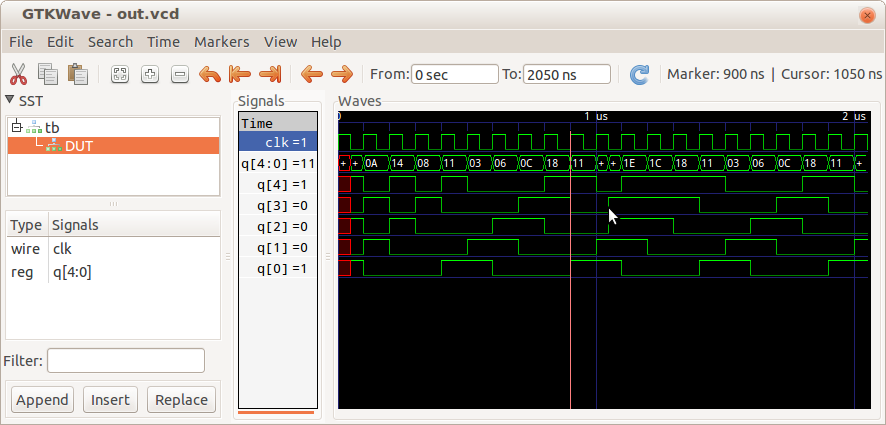 GTKWave - out.vcd
File Edit Search Time Markers View Help
From: 0 sec To: 2050 ns Marker: 900 ns | Cursor: 1050 ns
SST
tb
DUT
Type Signals
wire clk
reg q[4:0]
Filter:
Append Insert Replace
Signals
Time
clk =1
q[4:0] =11
q[4] =1
q[3] =0
q[2] =0
q[1] =0
q[0] =1
Waves
0 1 us 2 us
+ + 0A 14 08 11 03 06 0C 18 11 + + 1E 1C 18 11 03 06 0C 18 11 +